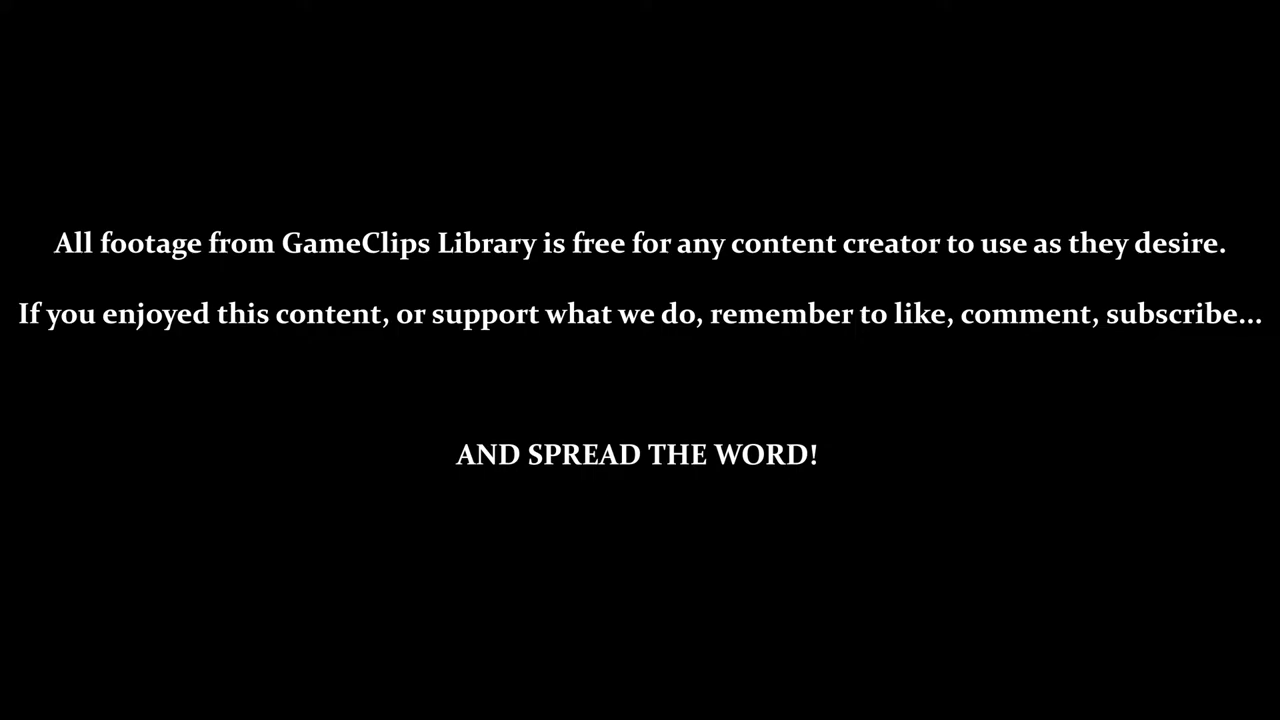 All footage from GameClips Library is free for any content creator to use as they desire.
If you enjoyed this content, or support what we do, remember to like, comment, subscribe...
AND SPREAD THE WORD!